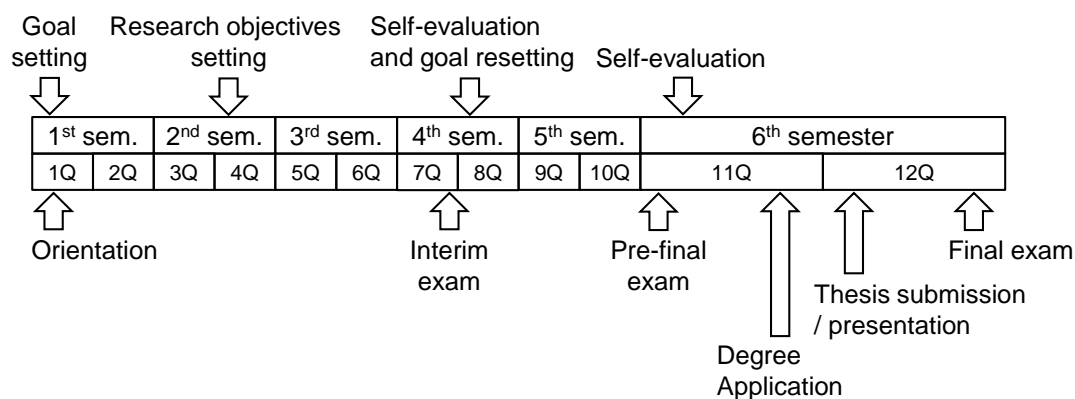 Goal
setting
Research objectives
setting
Self-evaluation
and goal resetting
Self-evaluation
1st sem.
2nd sem.
3rd sem.
4th sem.
5th sem.
6th semester
1Q
2Q
3Q
4Q
5Q
6Q
7Q
8Q
9Q
10Q
11Q
12Q
Orientation
Interim
exam
Pre-final
exam
Final exam
Thesis submission
/ presentation
Degree
Application